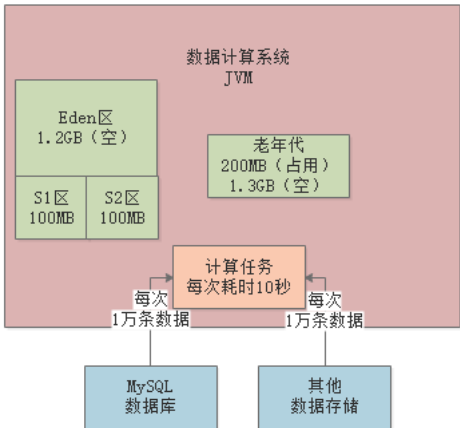 数据计算系统
JVM
Eden区
1.2GB（空）
S1区
100MB
S2区
100MB
老年代
200MB（占用）
1.3GB（空）
计算任务
每次耗时10秒
每次
1万条数据
每次
1万条数据
MySQL
数据库
其他
数据存储